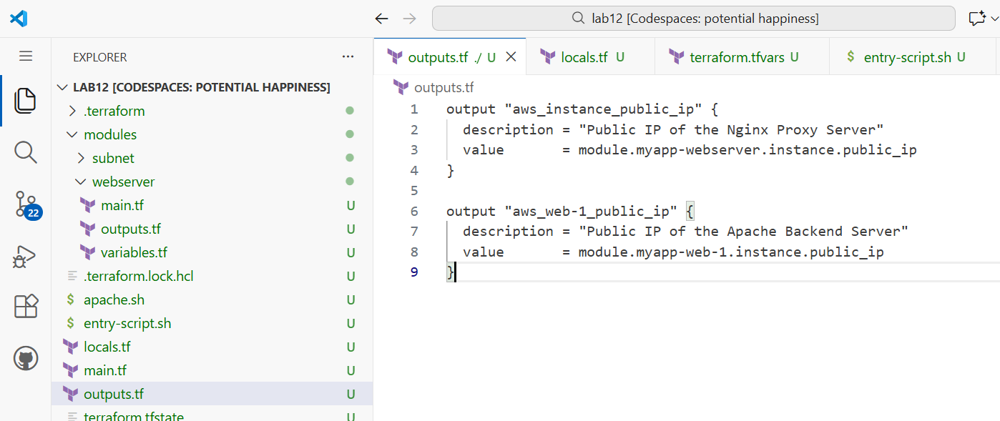 lab12 [Codespaces: potential happiness]
EXPLORER
LAB12 [CODESPACES: POTENTIAL HAPPINESS]
.terraform
modules
subnet
webserver
main.tf U
outputs.tf U
variables.tf U
.terraform.lock.hcl U
apache.sh U
entry-script.sh U
locals.tf U
main.tf U
outputs.tf U
terraform.tfstate U
22
outputs.tf ./ U
locals.tf U
terraform.tfvars U
entry-script.sh U
outputs.tf
1 output "aws_instance_public_ip" {
2 description = "Public IP of the Nginx Proxy Server"
3 value = module.myapp-webserver.instance.public_ip
4 }
5
6 output "aws_web-1_public_ip" {
7 description = "Public IP of the Apache Backend Server"
8 value = module.myapp-web-1.instance.public_ip
9 }